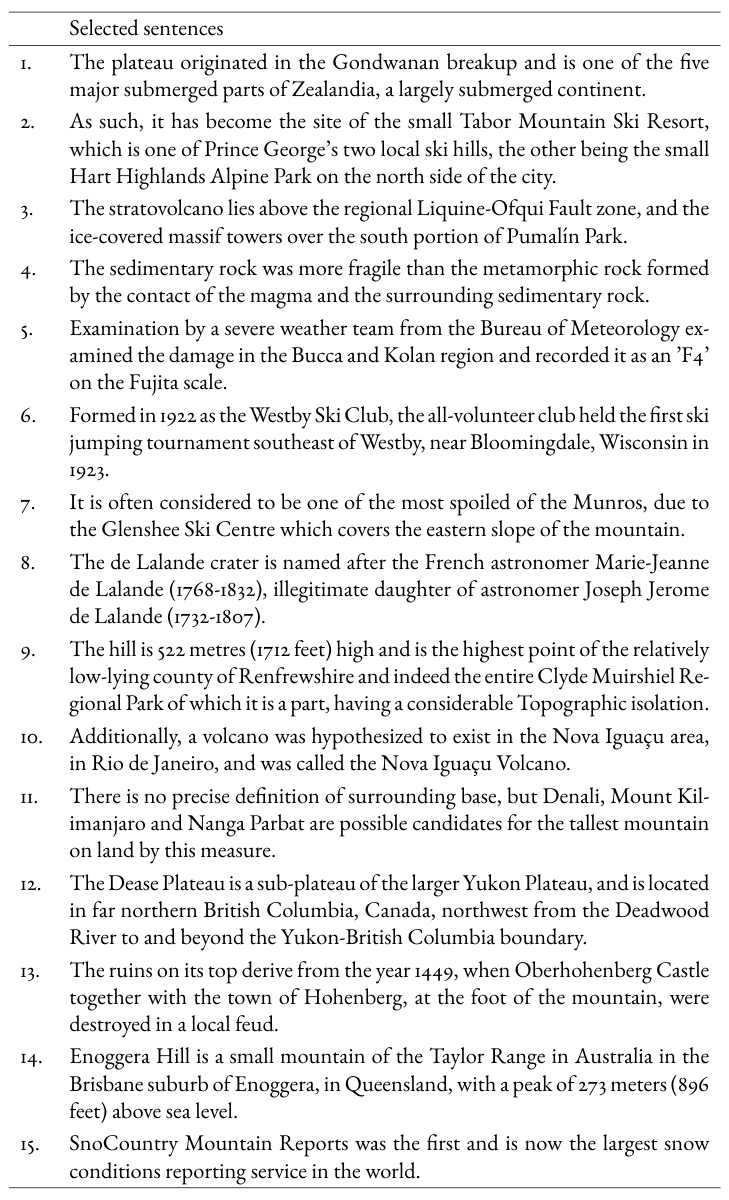 Selected sentences
1. The plateau originated in the Gondwanan breakup and is one of the five
major submerged parts of Zealandia, a largely submerged continent.
2. As such, it has become the site of the small Tabor Mountain Ski Resort,
which is one of Prince George's two local ski hills, the other being the small
Hart Highlands Alpine Park on the north side of the city.
3. The stratovolcano lies above the regional Liquine-Ofqui Fault zone, and the
ice-covered massif towers over the south portion of Pumalín Park.
4. The sedimentary rock was more fragile than the metamorphic rock formed
by the contact of the magma and the surrounding sedimentary rock.
5. Examination by a severe weather team from the Bureau of Meteorology ex-
amined the damage in the Bucca and Kolan region and recorded it as an ’F4’
on the Fujita scale.
6. Formed in 1922 as the Westby Ski Club, the all-volunteer club held the first ski
jumping tournament southeast of Westby, near Bloomingdale, Wisconsin in
1923.
7. It is often considered to be one of the most spoiled of the Munros, due to
the Glenshee Ski Centre which covers the eastern slope of the mountain.
8. The de Lalande crater is named after the French astronomer Marie-Jeanne
de Lalande (1768-1832), illegitimate daughter of astronomer Joseph Jerome
de Lalande (1732-1807).
9. The hill is 522 metres (1712 feet) high and is the highest point of the relatively
low-lying county of Renfrewshire and indeed the entire Clyde Muirshiel Re-
gional Park of which it is a part, having a considerable Topographic isolation.
10. Additionally, a volcano was hypothesized to exist in the Nova Iguaçu area,
in Rio de Janeiro, and was called the Nova Iguaçu Volcano.
11. There is no precise definition of surrounding base, but Denali, Mount Kil-
imanjaro and Nanga Parbat are possible candidates for the tallest mountain
on land by this measure.
12. The Dease Plateau is a sub-plateau of the larger Yukon Plateau, and is located
in far northern British Columbia, Canada, northwest from the Deadwood
River to and beyond the Yukon-British Columbia boundary.
13. The ruins on its top derive from the year 1449, when Oberhohenberg Castle
together with the town of Hohenberg, at the foot of the mountain, were
destroyed in a local feud.
14. Enoggera Hill is a small mountain of the Taylor Range in Australia in the
Brisbane suburb of Enoggera, in Queensland, with a peak of 273 meters (896
feet) above sea level.
15. SnoCountry Mountain Reports was the first and is now the largest snow
conditions reporting service in the world.